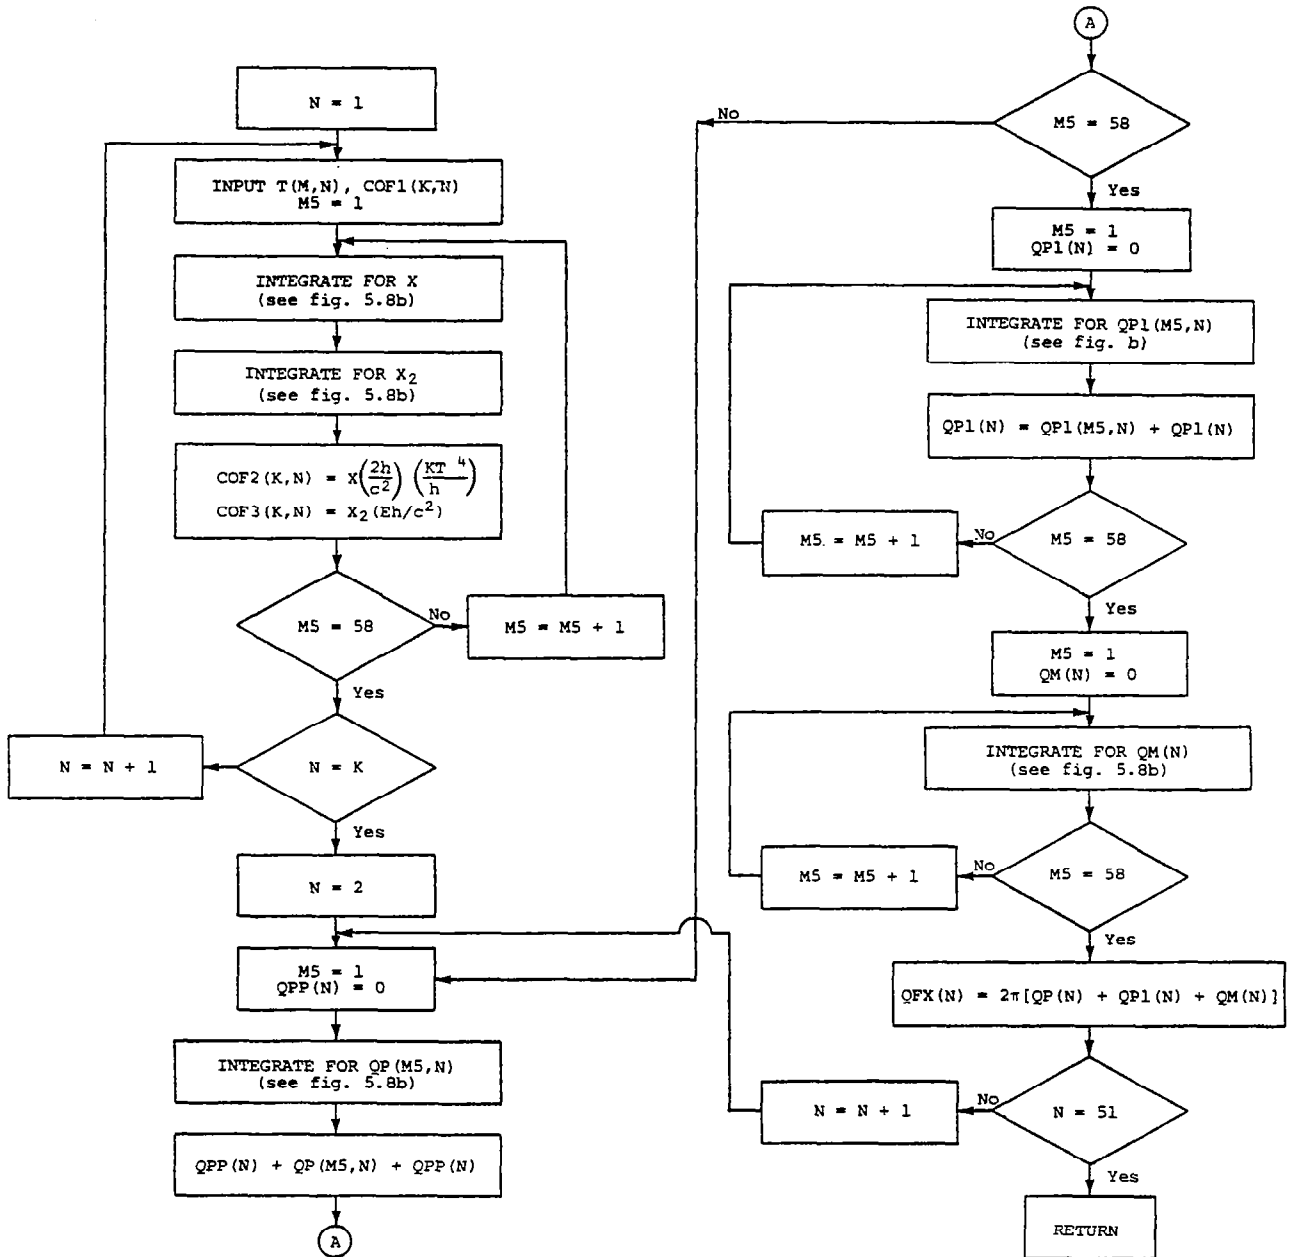 N = 1
INPUT T(M,N), COF1(K,N)
M5 = 1
INTEGRATE FOR X
(see fig. 5.8b)
INTEGRATE FOR X₂
(see fig. 5.8b)
COF2(K,N) = X(2h/c²) (KT/h ⁴)
COF3(K,N) = X₂(Eh/c²)
M5 = 58
No
M5 = M5 + 1
Yes
N = K
N = N + 1
Yes
N = 2
M5 = 1
QPP(N) = 0
INTEGRATE FOR QP(M5,N)
(see fig. 5.8b)
QPP(N) + QP(M5,N) + QPP(N)
A
A
M5 = 58
No
Yes
M5 = 1
QP1(N) = 0
INTEGRATE FOR QP1(M5,N)
(see fig. b)
QP1(N) = QP1(M5,N) + QP1(N)
M5 = 58
No
M5. = M5 + 1
Yes
M5 = 1
QM(N) = 0
INTEGRATE FOR QM(N)
(see fig. 5.8b)
M5 = 58
No
M5 = M5 + 1
Yes
QFX(N) = 2π[QP(N) + QP1(N) + QM(N)]
N = 51
No
N = N + 1
Yes
RETURN